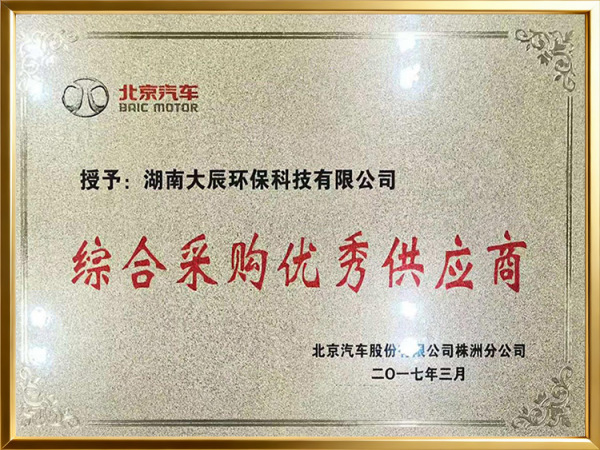 北京汽车
BAIC MOTOR
授予：湖南大辰环保科技有限公司
综合采购优秀供应商
北京汽车股份有限公司株洲分公司
二〇一七年三月